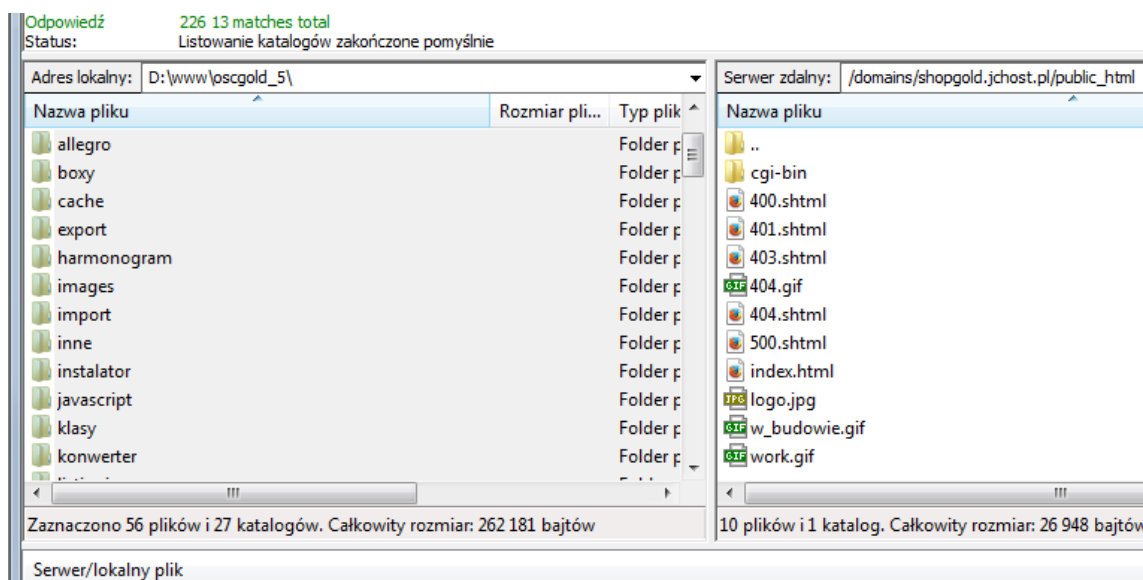 Odpowiedź 226 13 matches total
Status: Listowanie katalogów zakończone pomyślnie
Adres lokalny: D:\www\oscgold_5\
Nazwa pliku Rozmiar pli... Typ plik
allegro Folder p
boxy Folder p
cache Folder p
export Folder p
harmonogram Folder p
images Folder p
import Folder p
inne Folder p
instalator Folder p
javascript Folder p
klasy Folder p
konwerter Folder p
Zaznaczono 56 plików i 27 katalogów. Całkowity rozmiar: 262 181 bajtów
Serwer zdalny: /domains/shopgold.jchost.pl/public_html
Nazwa pliku
..
cgi-bin
400.shtml
401.shtml
403.shtml
GIF 404.gif
404.shtml
500.shtml
index.html
JPG logo.jpg
GIF w_budowie.gif
GIF work.gif
10 plików i 1 katalog. Całkowity rozmiar: 26 948 bajtów
Serwer/lokalny plik